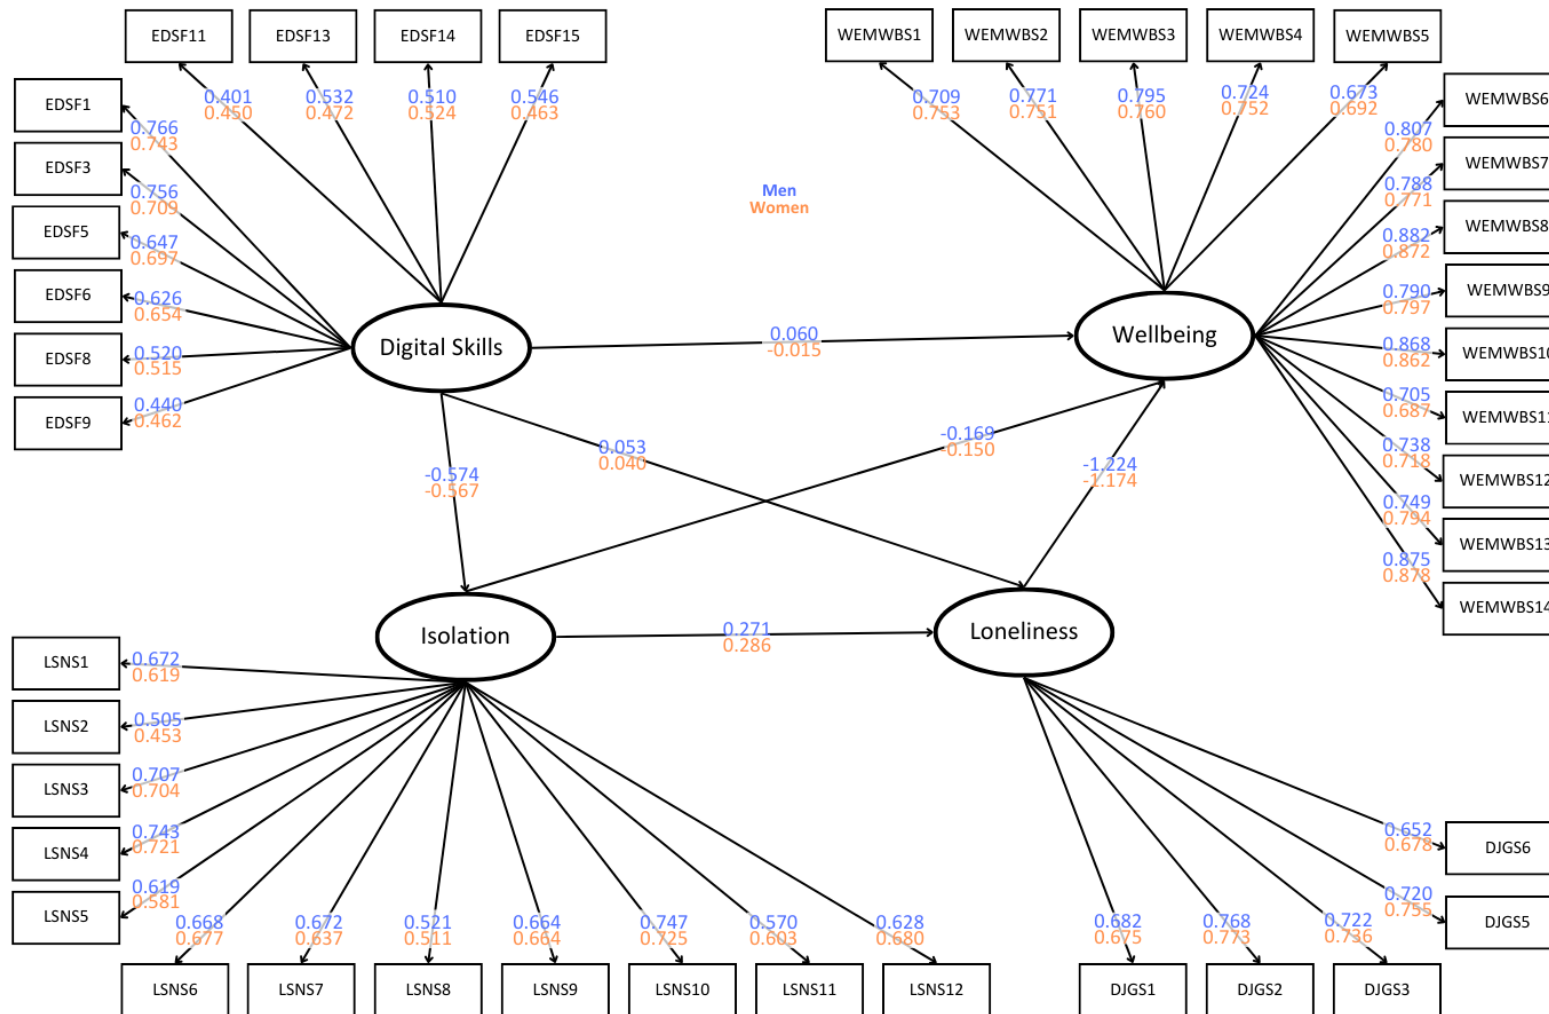 EDSF11 EDSF13 EDSF14 EDSF15
WEMWBS1 WEMWBS2 WEMWBS3 WEMWBS4 WEMWBS5
0.401 0.532 0.510 0.546
0.450 0.472 0.524 0.463
0.709 0.771 0.795 0.724 0.673
0.753 0.751 0.760 0.752 0.692
EDSF1
0.766
0.743
EDSF3
0.756
0.709
EDSF5
0.647
0.697
EDSF6
0.626
0.654
EDSF8
0.520
0.515
EDSF9
0.440
0.462
Men
Women
WEMWBS6
0.807
0.780
WEMWBS7
0.788
0.771
WEMWBS8
0.882
0.872
WEMWBS9
0.790
0.797
WEMWBS10
0.868
0.862
WEMWBS11
0.705
0.687
WEMWBS12
0.738
0.718
WEMWBS13
0.749
0.794
WEMWBS14
0.875
0.878
Digital Skills
0.060
-0.015
Wellbeing
-0.574
-0.567
0.053
0.040
-0.169
-0.150
-1.224
-1.174
Isolation
0.271
0.286
Loneliness
LSNS1
0.672
0.619
LSNS2
0.505
0.453
LSNS3
0.707
0.704
LSNS4
0.743
0.721
LSNS5
0.619
0.581
0.668 0.672 0.521 0.664 0.747 0.570 0.628
0.677 0.637 0.511 0.664 0.725 0.603 0.680
LSNS6 LSNS7 LSNS8 LSNS9 LSNS10 LSNS11 LSNS12
0.652
0.678
DJGS6
0.720
0.755
DJGS5
0.682 0.768 0.722
0.675 0.773 0.736
DJGS1 DJGS2 DJGS3